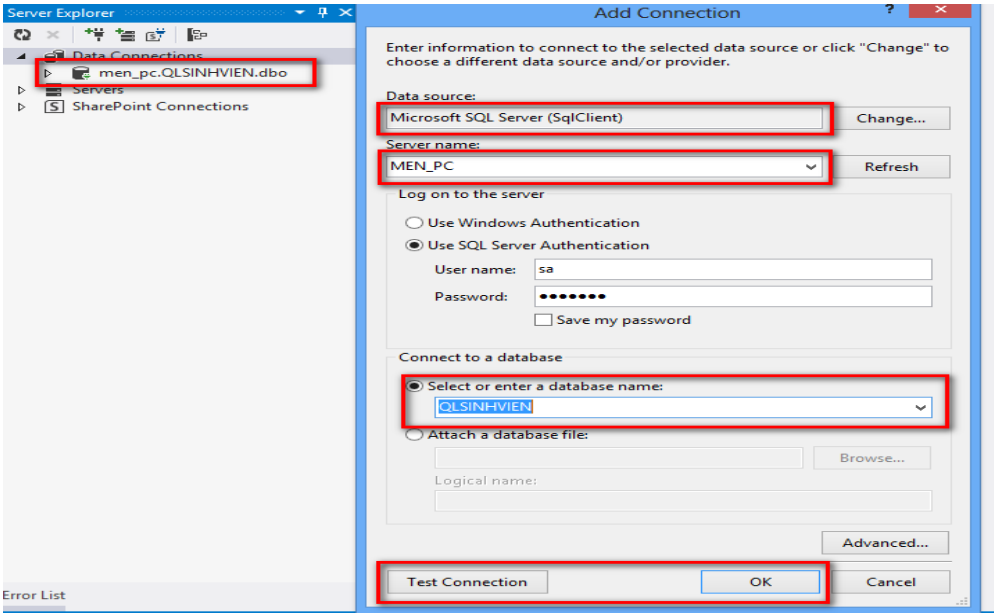 Server Explorer
Data Connections
men_pc.QLSINHVIEN.dbo
Servers
SharePoint Connections
Error List
Add Connection
Enter information to connect to the selected data source or click "Change" to
choose a different data source and/or provider.
Data source:
Microsoft SQL Server (SqlClient)
Change...
Server name:
MEN_PC
Refresh
Log on to the server
Use Windows Authentication
Use SQL Server Authentication
User name:
sa
Password:
•••••••
Save my password
Connect to a database
Select or enter a database name:
QLSINHVIEN
Attach a database file:
Browse...
Logical name:
Advanced...
Test Connection
OK
Cancel